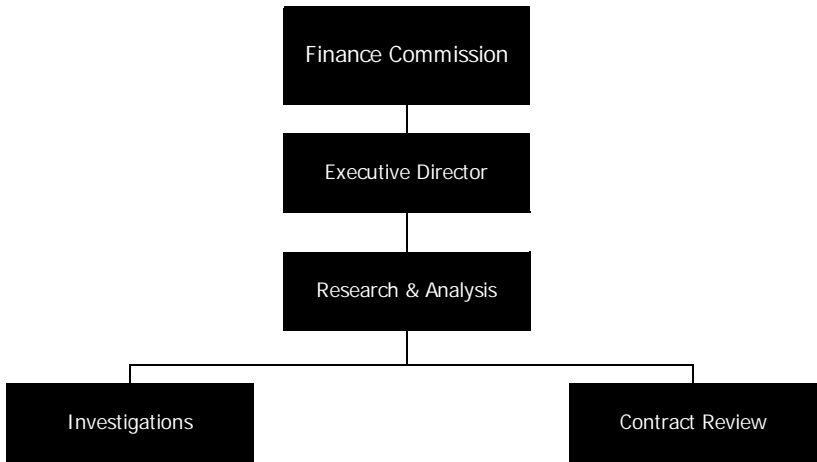 Finance Commission
Executive Director
Research & Analysis
Investigations
Contract Review